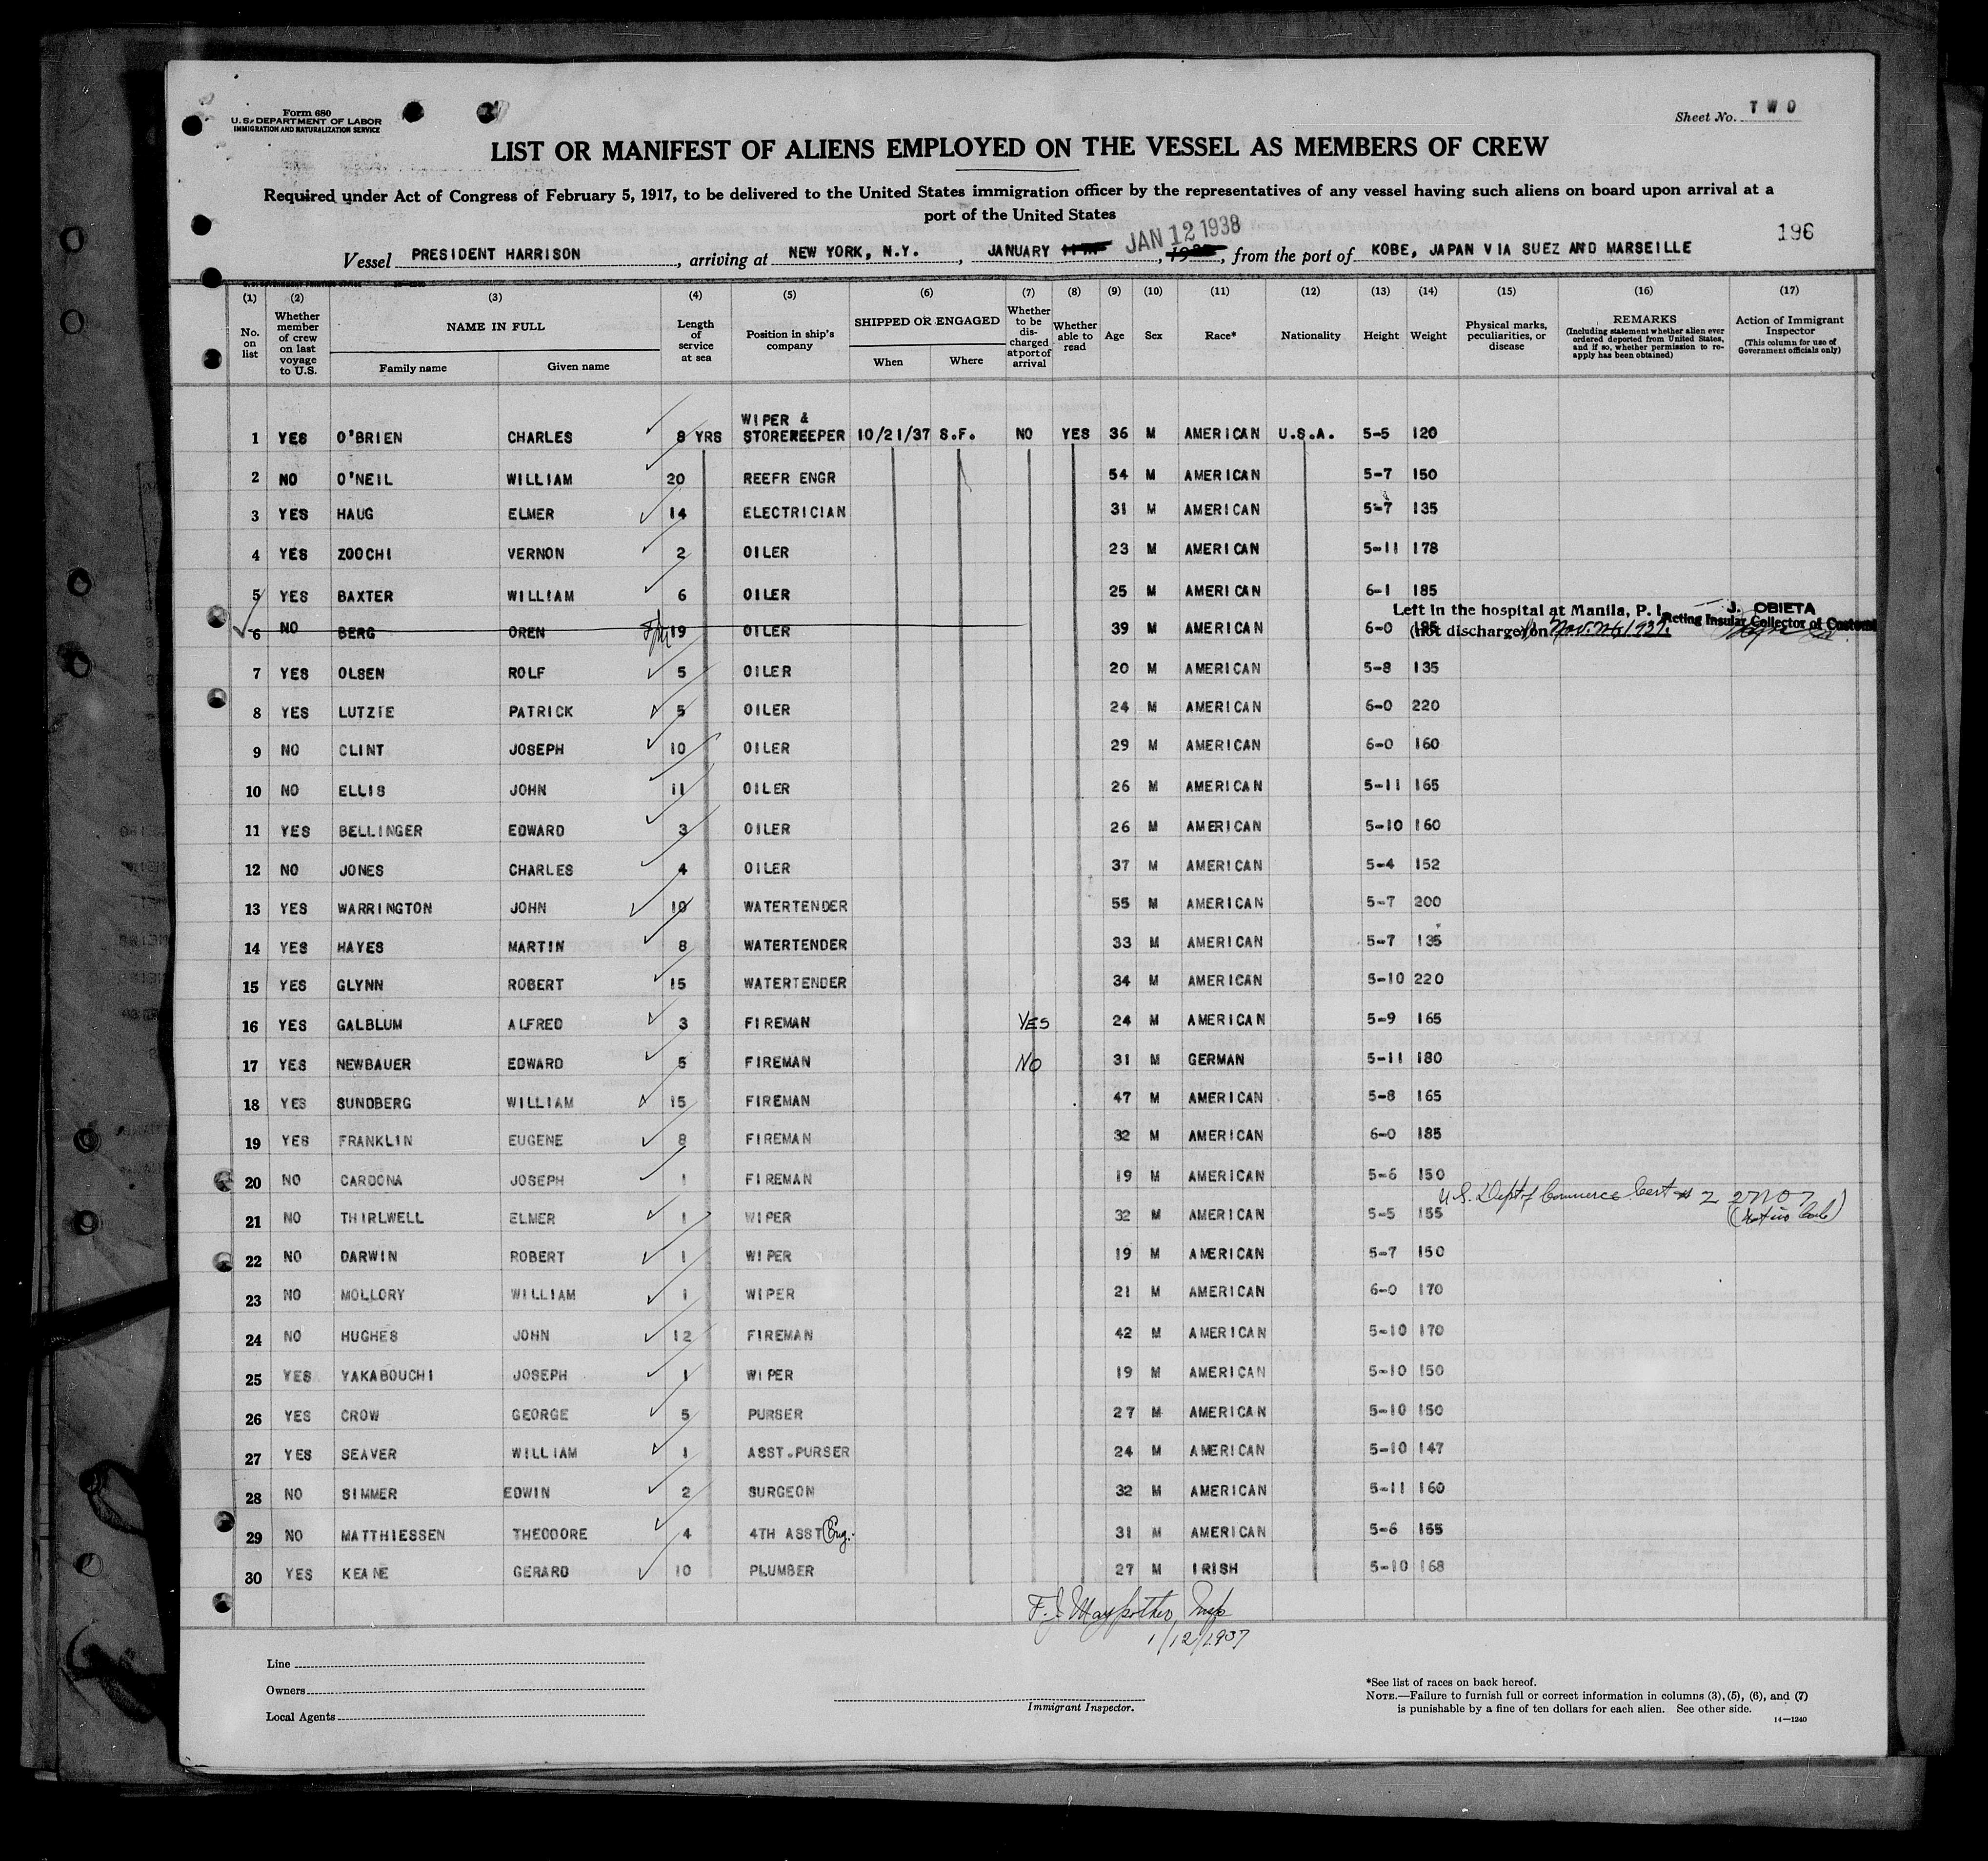 Form 680
U. S. DEPARTMENT OF LABOR
IMMIGRATION AND NATURALIZATION SERVICE
Sheet No. TWO
LIST OR MANIFEST OF ALIENS EMPLOYED ON THE VESSEL AS MEMBERS OF CREW
Required under Act of Congress of February 5, 1917, to be delivered to the United States immigration officer by the representatives of any vessel having such aliens on board upon arrival at a
port of the United States
196
Vessel PRESIDENT HARRISON, arriving at NEW YORK, N.Y., JANUARY JAN 12 1938, from the port of KOBE, JAPAN VIA SUEZ AND MARSEILLE
(1) (2) (3) (4) (5) (6) (7) (8) (9) (10) (11) (12) (13) (14) (15) (16) (17)
No. on list
Whether member of crew on last voyage to U.S.
NAME IN FULL
Family name
Given name
Length of service at sea
Position in ship's company
SHIPPED OR ENGAGED
When
Where
Whether to be discharged at port of arrival
Whether able to read
Age
Sex
Race*
Nationality
Height
Weight
Physical marks, peculiarities, or disease
REMARKS
(Including statement whether alien ever ordered deported from United States, and if so, whether permission to reapply has been obtained)
Action of Immigrant Inspector
(This column for use of Government officials only)
1 YES O'BRIEN CHARLES 8 YRS WIPER & STOREKEEPER 10/21/37 S.F. NO YES 36 M AMERICAN U.S.A. 5-5 120
2 NO O'NEIL WILLIAM 20 REEFR ENGR 54 M AMERICAN 5-7 150
3 YES HAUG ELMER 14 ELECTRICIAN 31 M AMERICAN 5-7 135
4 YES ZOOCHI VERNON 2 OILER 23 M AMERICAN 5-11 178
5 YES BAXTER WILLIAM 6 OILER 25 M AMERICAN 6-1 185
Left in the hospital at Manila, P. I. J. OBIETA
6 NO BERG OREN 19 OILER 39 M AMERICAN 6-0 185
(not discharged) on Nov. 24, 1937. Acting Insular Collector of Customs
7 YES OLSEN ROLF 5 OILER 20 M AMERICAN 5-8 135
8 YES LUTZIE PATRICK 5 OILER 24 M AMERICAN 6-0 220
9 NO CLINT JOSEPH 10 OILER 29 M AMERICAN 6-0 160
10 NO ELLIS JOHN 11 OILER 26 M AMERICAN 5-11 165
11 YES BELLINGER EDWARD 3 OILER 26 M AMERICAN 5-10 160
12 NO JONES CHARLES 4 OILER 37 M AMERICAN 5-4 152
13 YES WARRINGTON JOHN 10 WATERTENDER 55 M AMERICAN 5-7 200
14 YES HAYES MARTIN 8 WATERTENDER 33 M AMERICAN 5-7 135
15 YES GLYNN ROBERT 15 WATERTENDER 34 M AMERICAN 5-10 220
16 YES GALBLUM ALFRED 3 FIREMAN YES 24 M AMERICAN 5-9 165
17 YES NEWBAUER EDWARD 5 FIREMAN NO 31 M GERMAN 5-11 180
18 YES SUNDBERG WILLIAM 15 FIREMAN 47 M AMERICAN 5-8 165
19 YES FRANKLIN EUGENE 8 FIREMAN 32 M AMERICAN 6-0 185
20 NO CARDONA JOSEPH 1 FIREMAN 19 M AMERICAN 5-6 150
U.S. Dept of Commerce Cert # Z
21 NO THIRLWELL ELMER 1 WIPER 32 M AMERICAN 5-5 155
22 NO DARWIN ROBERT 1 WIPER 19 M AMERICAN 5-7 150
23 NO MOLLORY WILLIAM 1 WIPER 21 M AMERICAN 6-0 170
24 NO HUGHES JOHN 12 FIREMAN 42 M AMERICAN 5-10 170
25 YES YAKABOUCHI JOSEPH 1 WIPER 19 M AMERICAN 5-10 150
26 YES CROW GEORGE 5 PURSER 27 M AMERICAN 5-10 150
27 YES SEAVER WILLIAM 1 ASST.PURSER 24 M AMERICAN 5-10 147
28 NO SIMMER EDWIN 2 SURGEON 32 M AMERICAN 5-11 160
29 NO MATTHIESSEN THEODORE 4 4TH ASST Eng. 31 M AMERICAN 5-6 155
30 YES KEANE GERARD 10 PLUMBER 27 M IRISH 5-10 168
F. J. Insp
1/12/1937
Line
Owners
Local Agents
Immigrant Inspector.
*See list of races on back hereof.
NOTE.—Failure to furnish full or correct information in columns (3), (5), (6), and (7)
is punishable by a fine of ten dollars for each alien. See other side.
14—1240